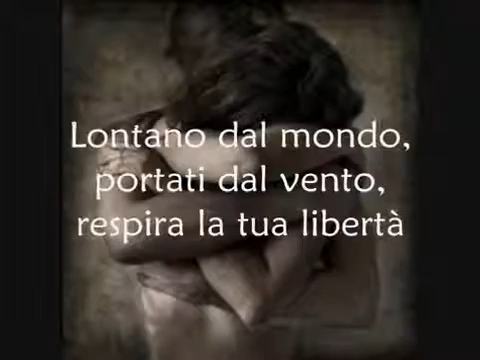 Lontano dal mondo,
portati dal vento,
respira la tua libertà